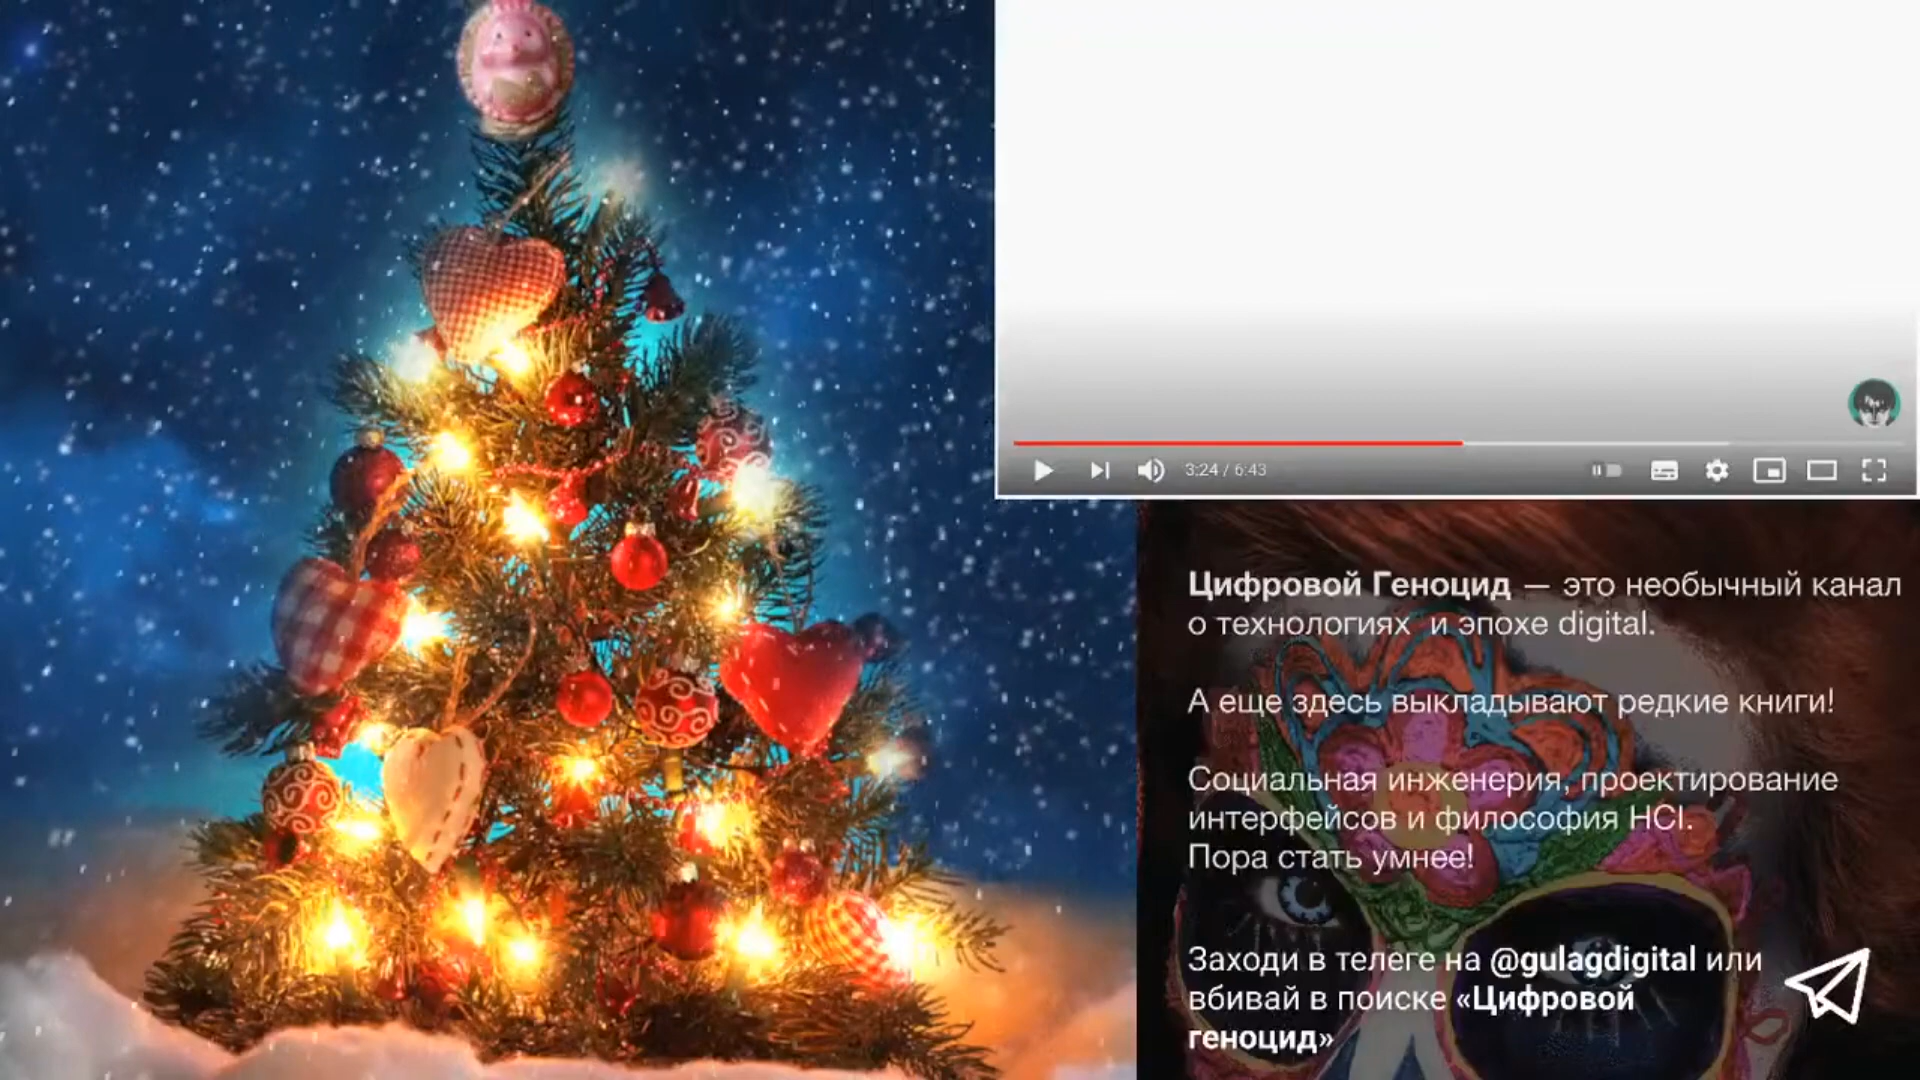 3:24 / 6:43
Цифровой Геноцид — это необычный канал
о технологиях и эпохе digital.
А еще здесь выкладывают редкие книги!
Социальная инженерия, проектирование
интерфейсов и философия HCI.
Пора стать умнее!
Заходи в телеге на @gulagdigital или
вбивай в поиске «Цифровой
геноцид»